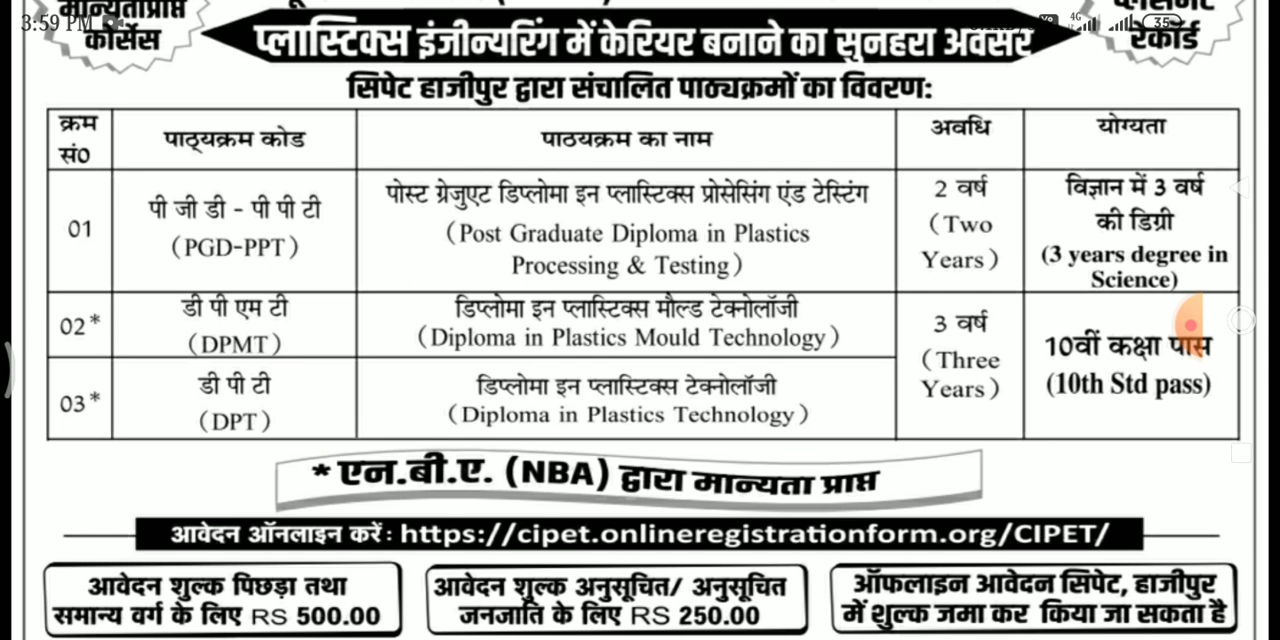 मान्यताप्राप्त
कोर्सेस
3:59 PM
4G
35
रेकॉर्ड
प्लास्टिक्स इंजीन्यरिंग में केरियर बनाने का सुनहरा अवसर
सिपेट हाजीपुर द्वारा संचालित पाठ्यक्रमों का विवरण:
क्रम सं० पाठ्यक्रम कोड पाठयक्रम का नाम अवधि योग्यता
01
पी जी डी - पी पी टी
(PGD-PPT)
पोस्ट ग्रेजुएट डिप्लोमा इन प्लास्टिक्स प्रोसेसिंग एंड टेस्टिंग
(Post Graduate Diploma in Plastics
Processing & Testing)
2 वर्ष
(Two
Years)
विज्ञान में 3 वर्ष
की डिग्री
(3 years degree in
Science)
02*
डी पी एम टी
(DPMT)
डिप्लोमा इन प्लास्टिक्स मौल्ड टेक्नोलॉजी
(Diploma in Plastics Mould Technology)
3 वर्ष
(Three
Years)
10वीं कक्षा पास
(10th Std pass)
03*
डी पी टी
(DPT)
डिप्लोमा इन प्लास्टिक्स टेक्नोलॉजी
(Diploma in Plastics Technology)
* एन.बी.ए. (NBA) द्वारा मान्यता प्राप्त
आवेदन ऑनलाइन करें: https://cipet.onlineregistrationform.org/CIPET/
आवेदन शुल्क पिछड़ा तथा
समान्य वर्ग के लिए RS 500.00
आवेदन शुल्क अनुसूचित/ अनुसूचित
जनजाति के लिए RS 250.00
ऑफलाइन आवेदन सिपेट, हाजीपुर
में शुल्क जमा कर किया जा सकता है